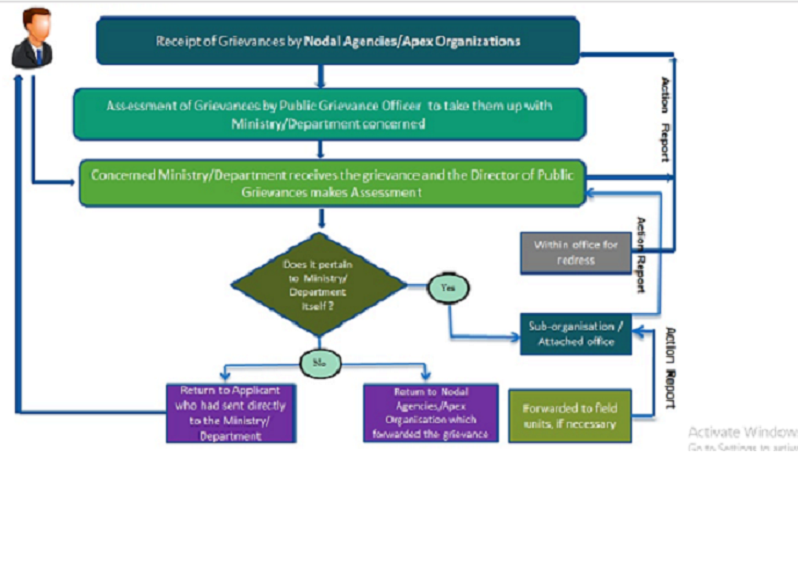 Receipt of Grievances by Nodal Agencies/Apex Organizations
Assessment of Grievances by Public Grievance Officer to take them up with
Ministry/Department concerned
Concerned Ministry/Department receives the grievance and the Director of Public
Grievances makes Assessment
Action Report
Does it pertain
to Ministry/
Department
itself ?
Yes
Within office for
redress
Action Report
Sub-organisation /
Attached office
No
Return to Applicant
who had sent directly
to the Ministry/
Department
Return to Nodal
Agencies/Apex
Organisation which
forwarded the grievance
Forwarded to field
units, if necessary
Action Report
Activate Window